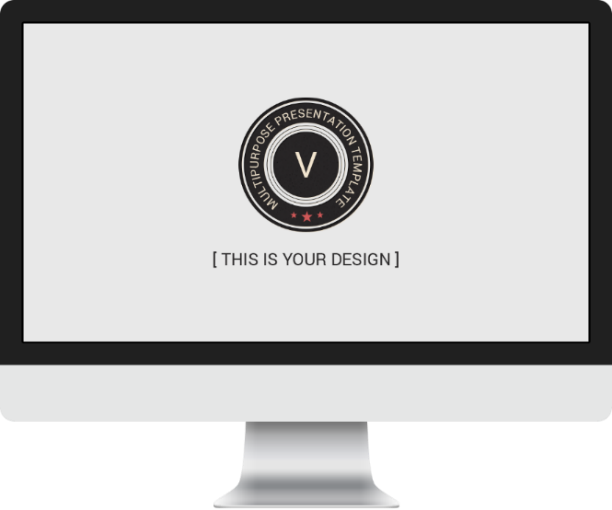 MULTIPURPOSE PRESENTATION TEMPLATE
V
[ THIS IS YOUR DESIGN ]